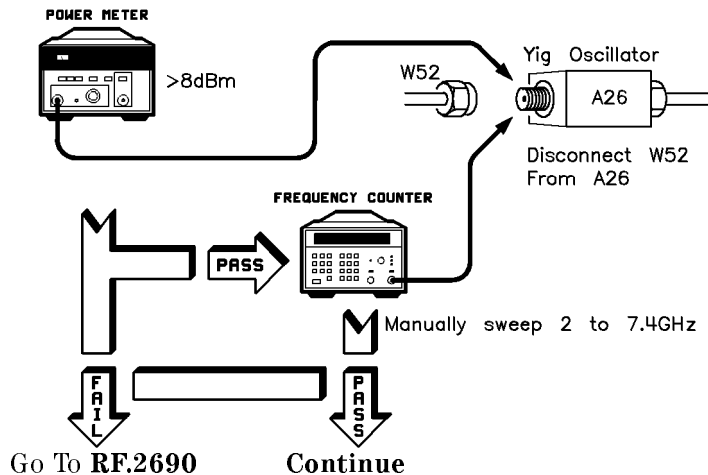 POWER METER
>8dBm
W52
Yig Oscillator
A26
Disconnect W52
From A26
FREQUENCY COUNTER
PASS
Manually sweep 2 to 7.4GHz
FAIL
PASS
Go To RF.2690
Continue